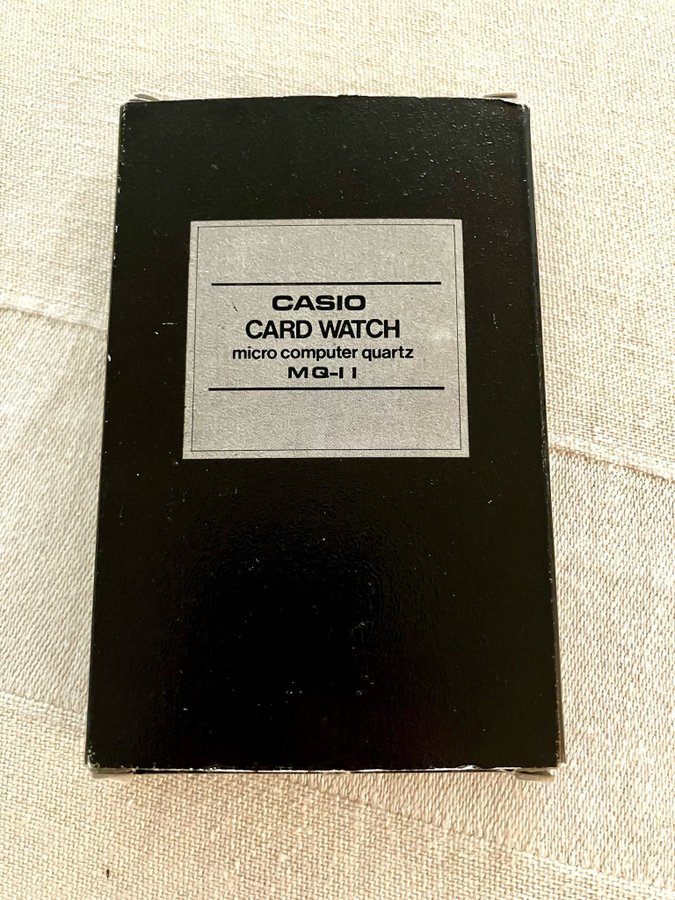 CASIO
CARD WATCH
micro computer quartz
MQ-11